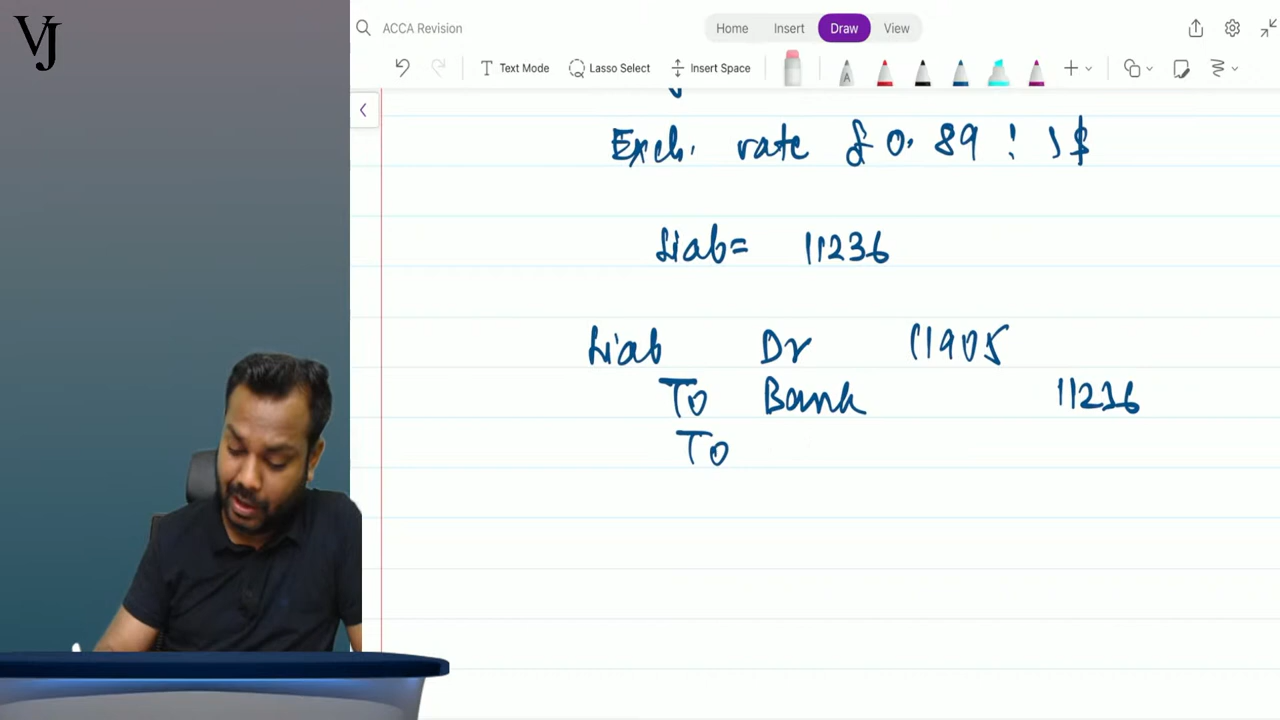 VJ
ACCA Revision
Home Insert Draw View
Text Mode Lasso Select Insert Space
Exch. rate £ 0.89 : 1 $
Liab = 11236
Liab Dr 11905
To Bank 11236
To